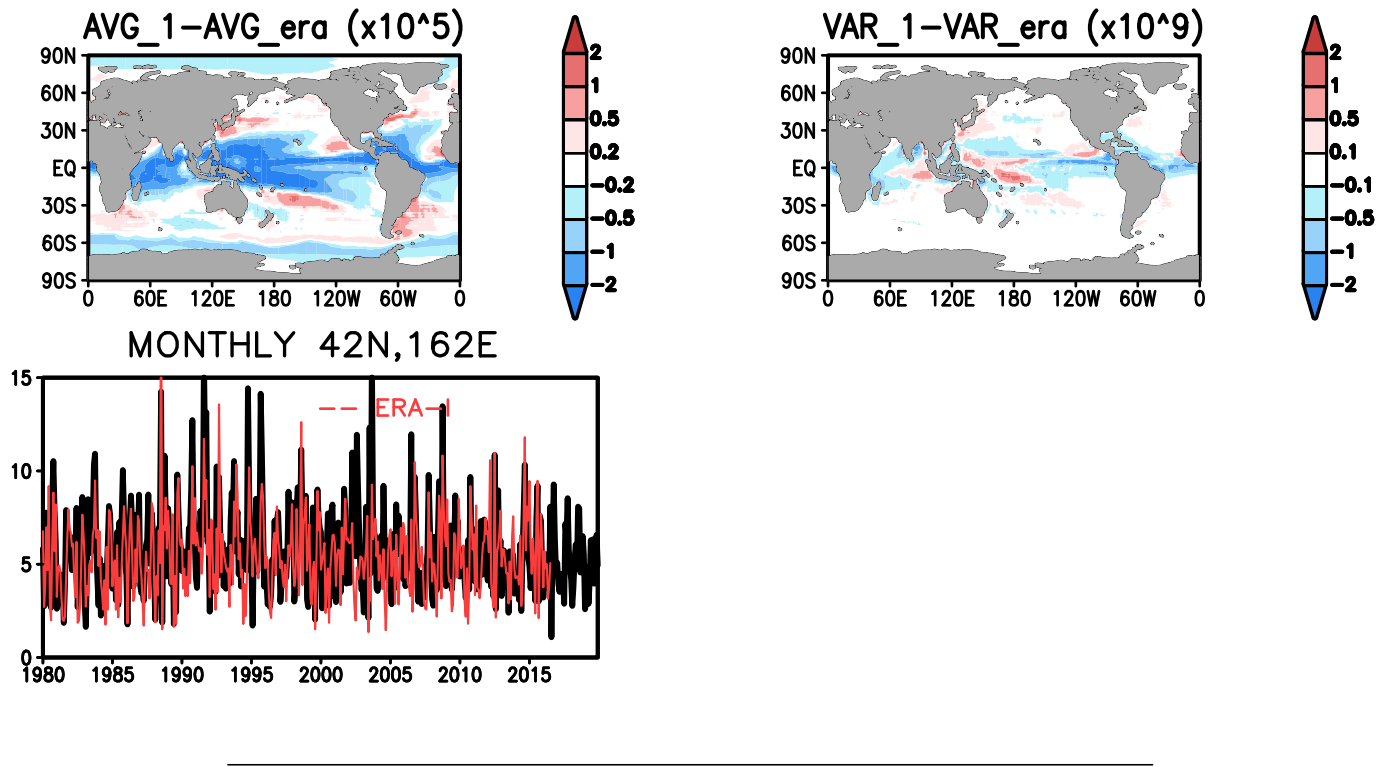 AVG_1-AVG_era (x10^5)
90N
60N
30N
EQ
30S
60S
90S
0 60E 120E 180 120W 60W 0
2
1
0.5
0.2
-0.2
-0.5
-1
-2
VAR_1-VAR_era (x10^9)
90N
60N
30N
EQ
30S
60S
90S
0 60E 120E 180 120W 60W 0
2
1
0.5
0.1
-0.1
-0.5
-1
-2
MONTHLY 42N,162E
15
10
5
0
-- ERA-I
1980 1985 1990 1995 2000 2005 2010 2015